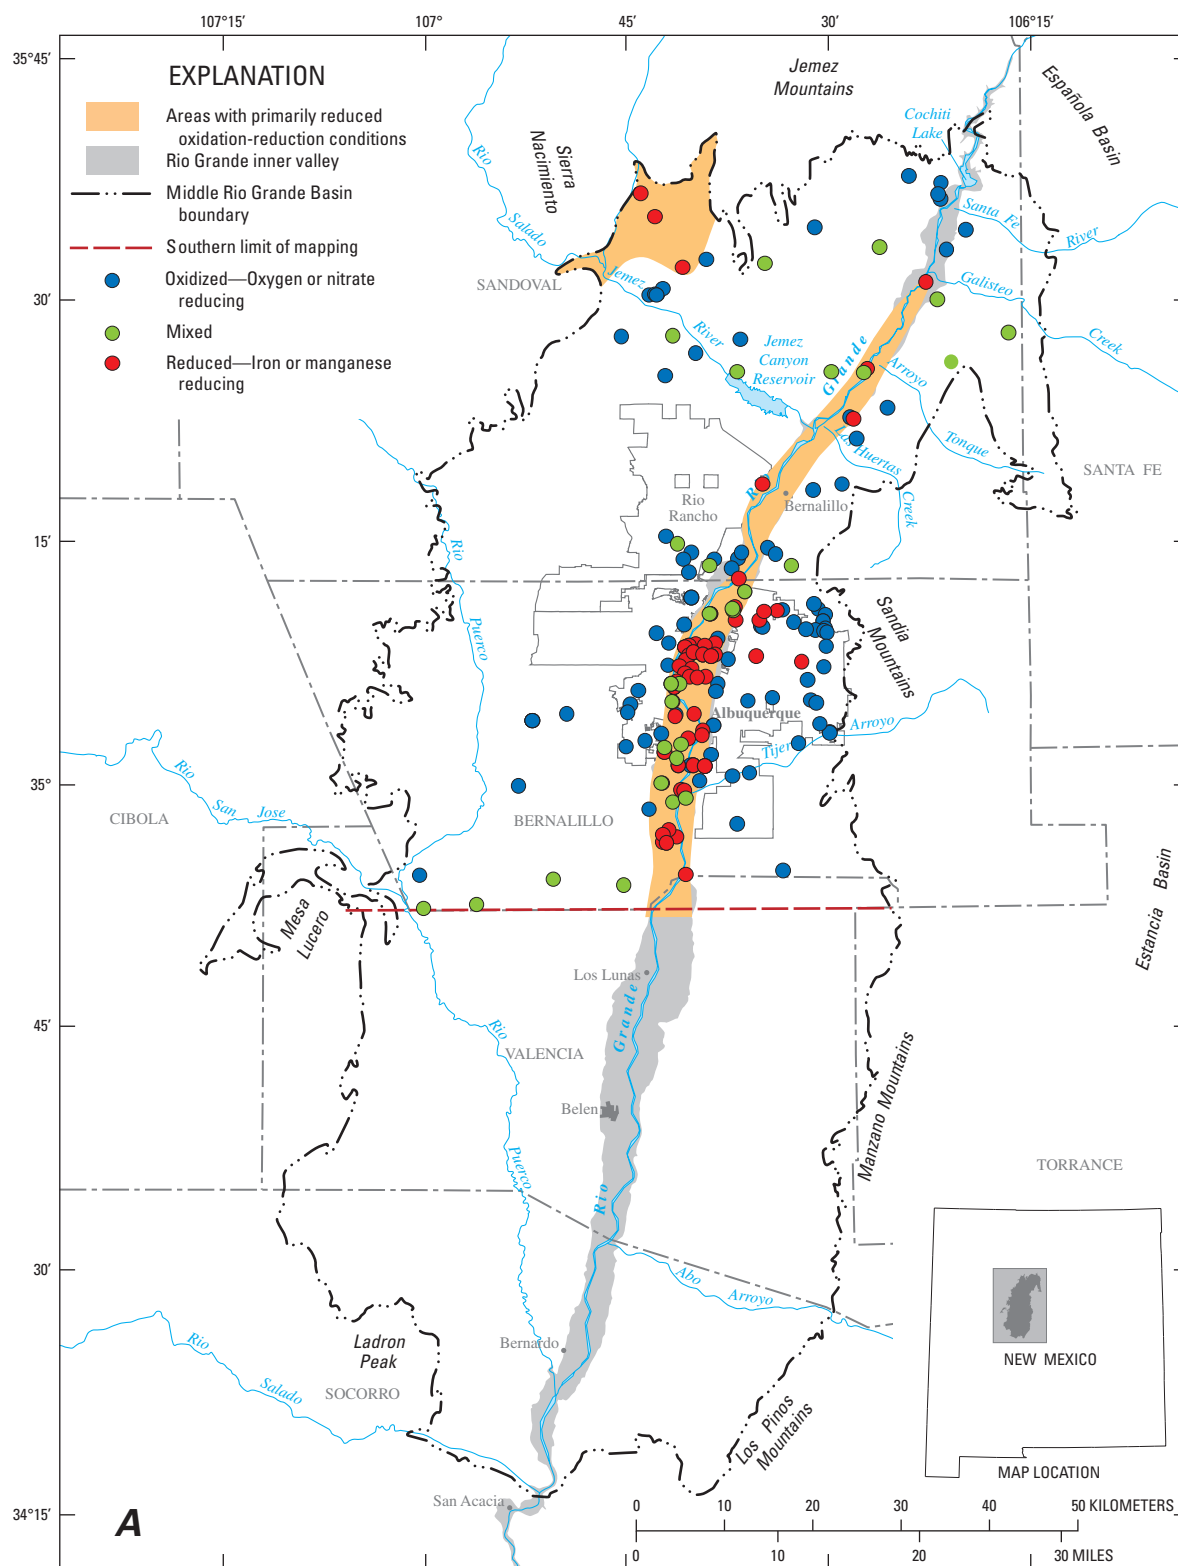 107°15′
107°
45′
30′
106°15′
35°45′
30′
15′
35°
45′
30′
34°15′
EXPLANATION
Areas with primarily reduced
oxidation-reduction conditions
Rio Grande inner valley
Middle Rio Grande Basin
boundary
Southern limit of mapping
Oxidized—Oxygen or nitrate
reducing
Mixed
Reduced—Iron or manganese
reducing
Jemez
Mountains
Española Basin
Cochiti
Lake
Sierra
Nacimiento
Rio
Salado
Santa Fe
River
SANDOVAL
Jemez
River
Galisteo
Creek
Jemez
Canyon
Reservoir
Rio
Grande
Arroyo
Tonque
Las Huertas
Creek
SANTA FE
Rio
Rancho
Bernalillo
Rio
Puerco
Sandia
Mountains
Albuquerque
Tijeras
Arroyo
Rio
San
Jose
CIBOLA
BERNALILLO
Mesa
Lucero
Estancia Basin
Los Lunas
Grande
Rio
VALENCIA
Belen
Manzano Mountains
Puerco
Rio
TORRANCE
Abo
Arroyo
Ladron
Peak
Bernardo
SOCORRO
Rio
Salado
Los Pinos
Mountains
San Acacia
NEW MEXICO
MAP LOCATION
0 10 20 30 40 50 KILOMETERS
0 10 20 30 MILES
A